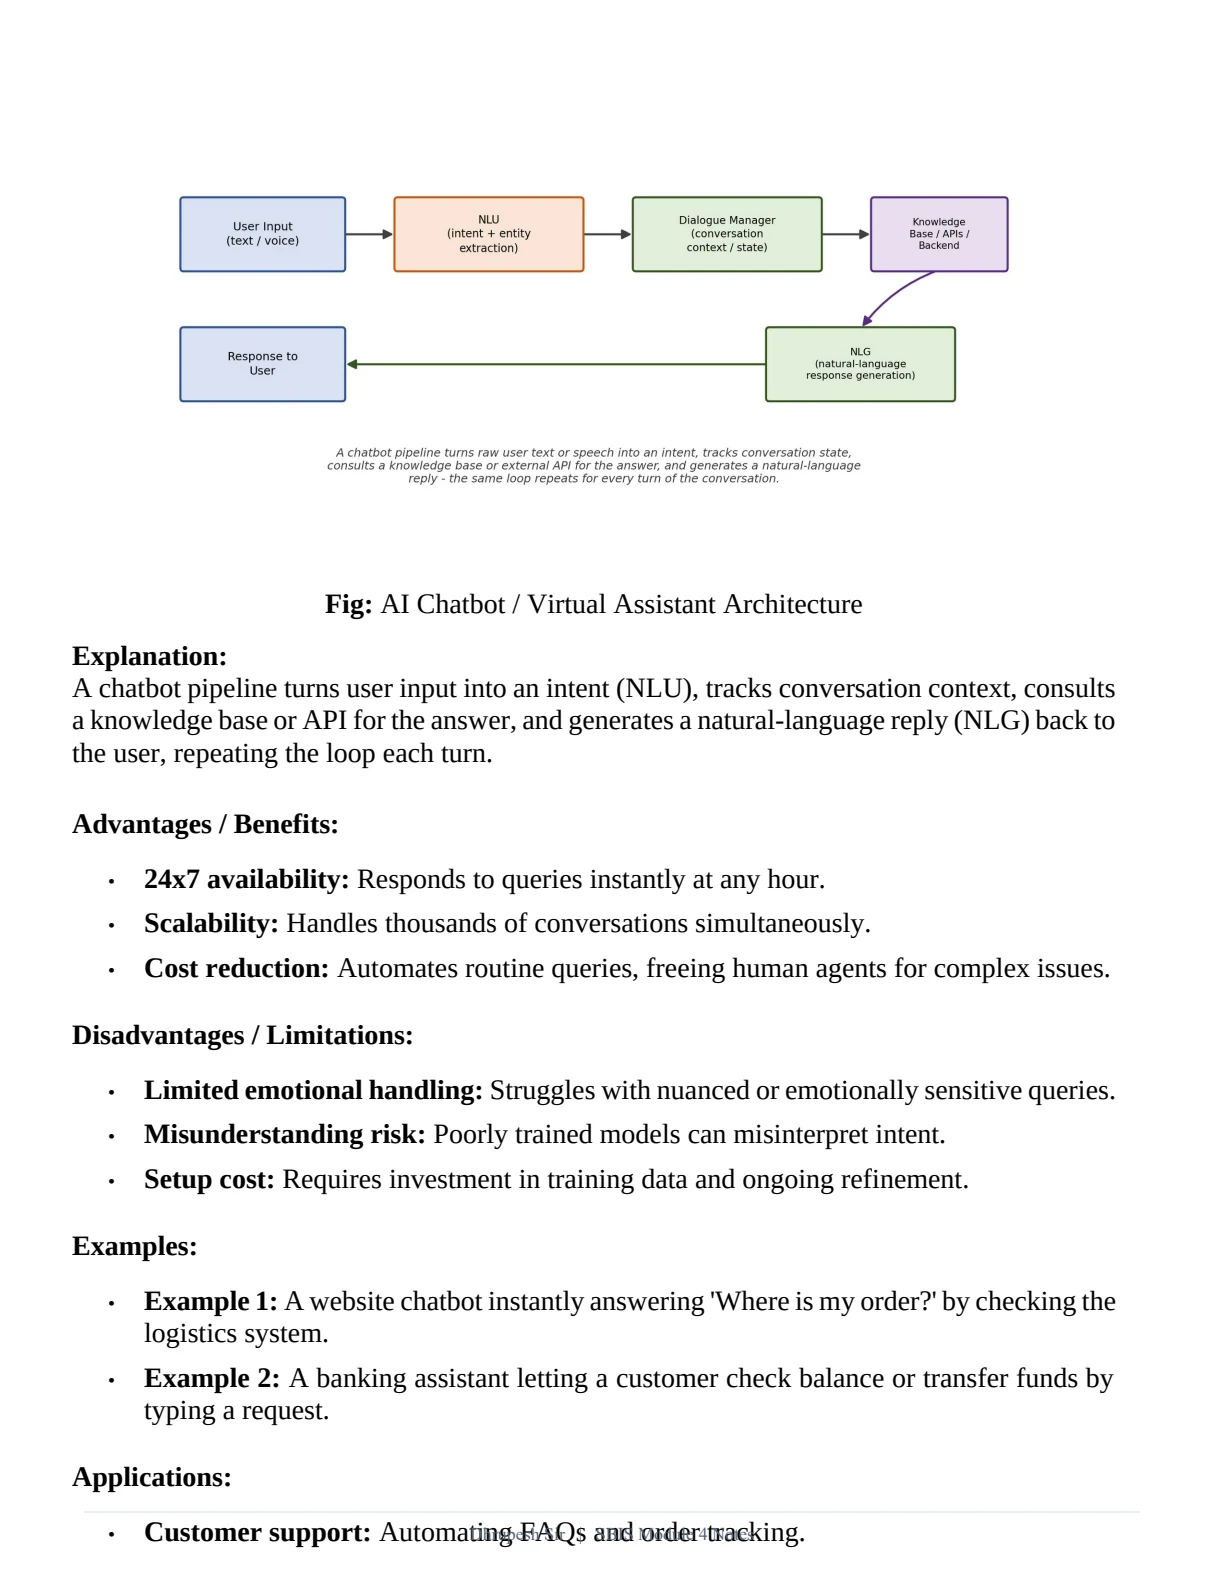 User Input
(text / voice)
NLU
(intent + entity
extraction)
Dialogue Manager
(conversation
context / state)
Knowledge
Base / APIs /
Backend
Response to
User
NLG
(natural-language
response generation)
A chatbot pipeline turns raw user text or speech into an intent, tracks conversation state,
consults a knowledge base or external API for the answer, and generates a natural-language
reply - the same loop repeats for every turn of the conversation.
Fig: AI Chatbot / Virtual Assistant Architecture
Explanation:
A chatbot pipeline turns user input into an intent (NLU), tracks conversation context, consults
a knowledge base or API for the answer, and generates a natural-language reply (NLG) back to
the user, repeating the loop each turn.
Advantages / Benefits:
• 24x7 availability: Responds to queries instantly at any hour.
• Scalability: Handles thousands of conversations simultaneously.
• Cost reduction: Automates routine queries, freeing human agents for complex issues.
Disadvantages / Limitations:
• Limited emotional handling: Struggles with nuanced or emotionally sensitive queries.
• Misunderstanding risk: Poorly trained models can misinterpret intent.
• Setup cost: Requires investment in training data and ongoing refinement.
Examples:
• Example 1: A website chatbot instantly answering 'Where is my order?' by checking the
logistics system.
• Example 2: A banking assistant letting a customer check balance or transfer funds by
typing a request.
Applications:
• Customer support: Automating FAQs and order tracking.
Sir | Module 4 Notes